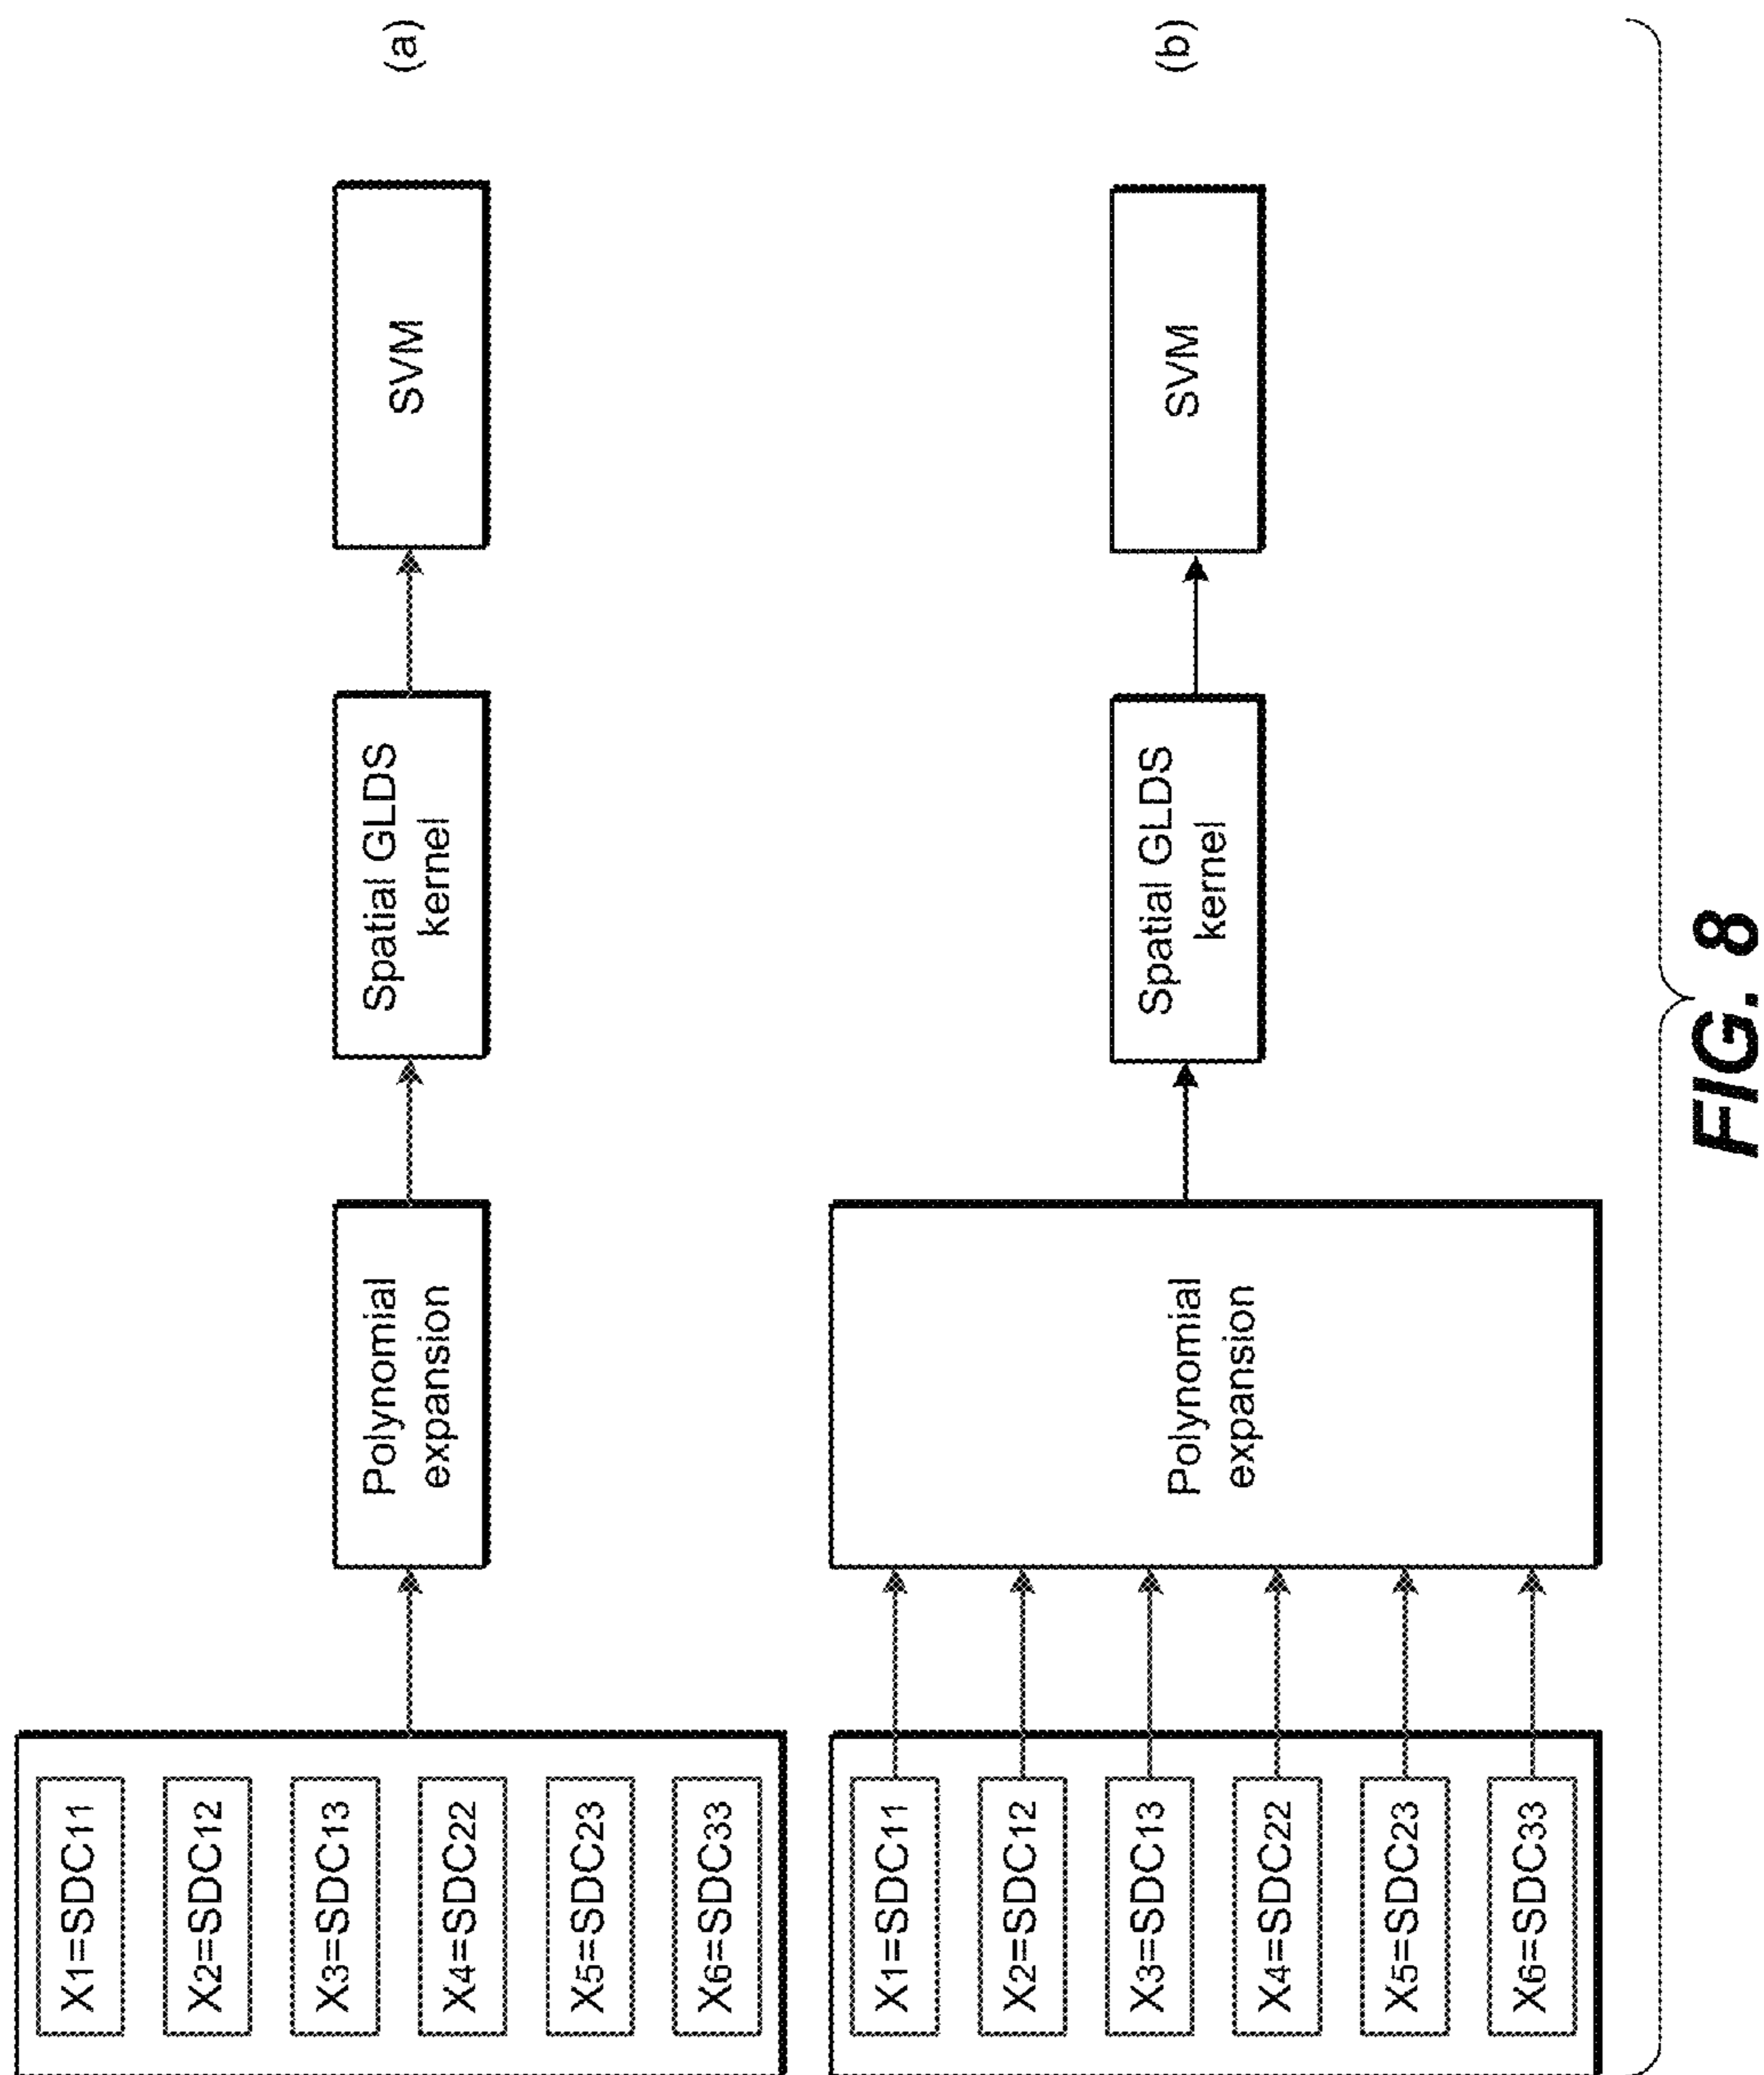 X1=SDC11
X2=SDC12
X3=SDC13
X4=SDC22
X5=SDC23
X6=SDC33
Polynomial
expansion
Spatial GLDS
kernel
SVM
(a)
X1=SDC11
X2=SDC12
X3=SDC13
X4=SDC22
X5=SDC23
X6=SDC33
Polynomial
expansion
Spatial GLDS
kernel
SVM
(b)
FIG. 8